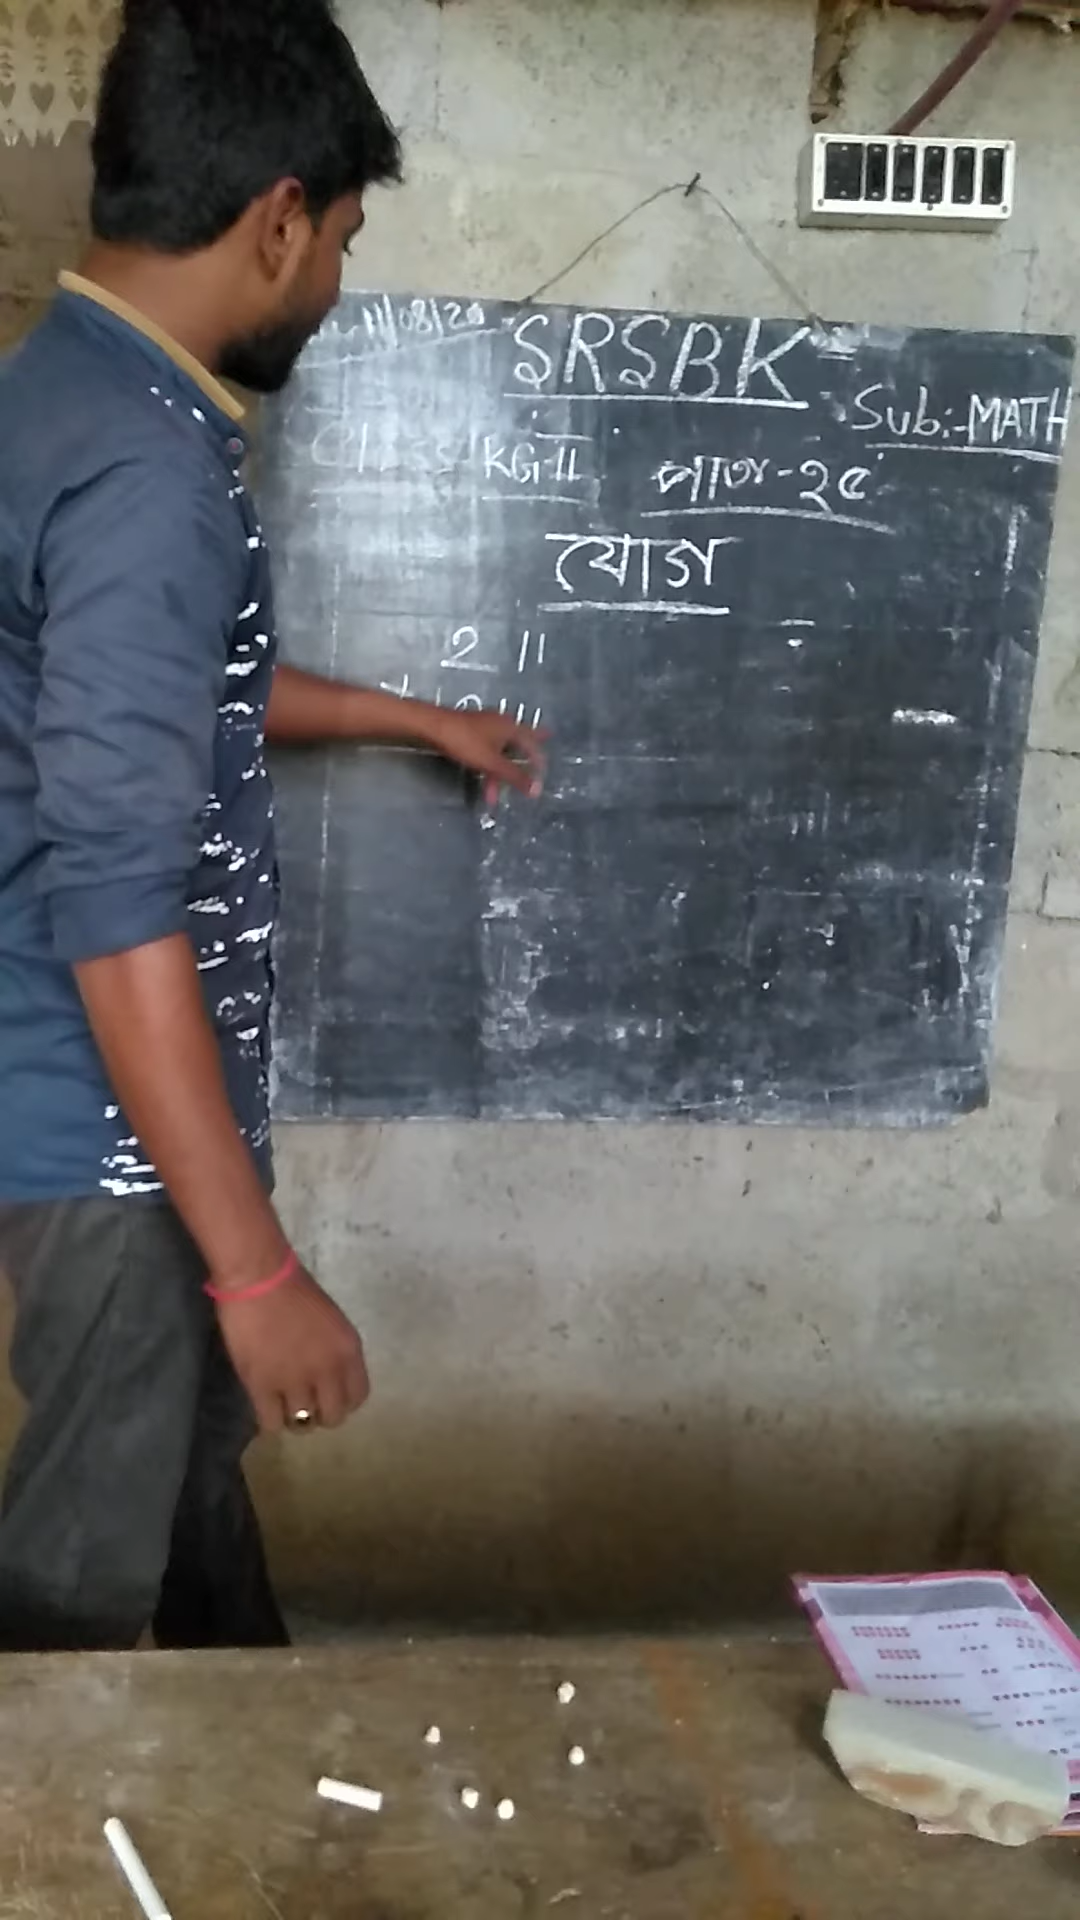 11/08/20
SRSBK
Sub:-MATH
Class KG-II
পাতা-২৫
যোগ
2 ||
+ |||